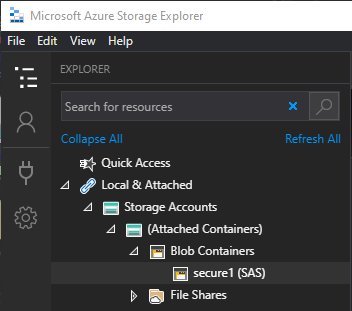 Microsoft Azure Storage Explorer
File Edit View Help
EXPLORER
Search for resources
Collapse All Refresh All
Quick Access
Local & Attached
Storage Accounts
(Attached Containers)
Blob Containers
secure1 (SAS)
File Shares